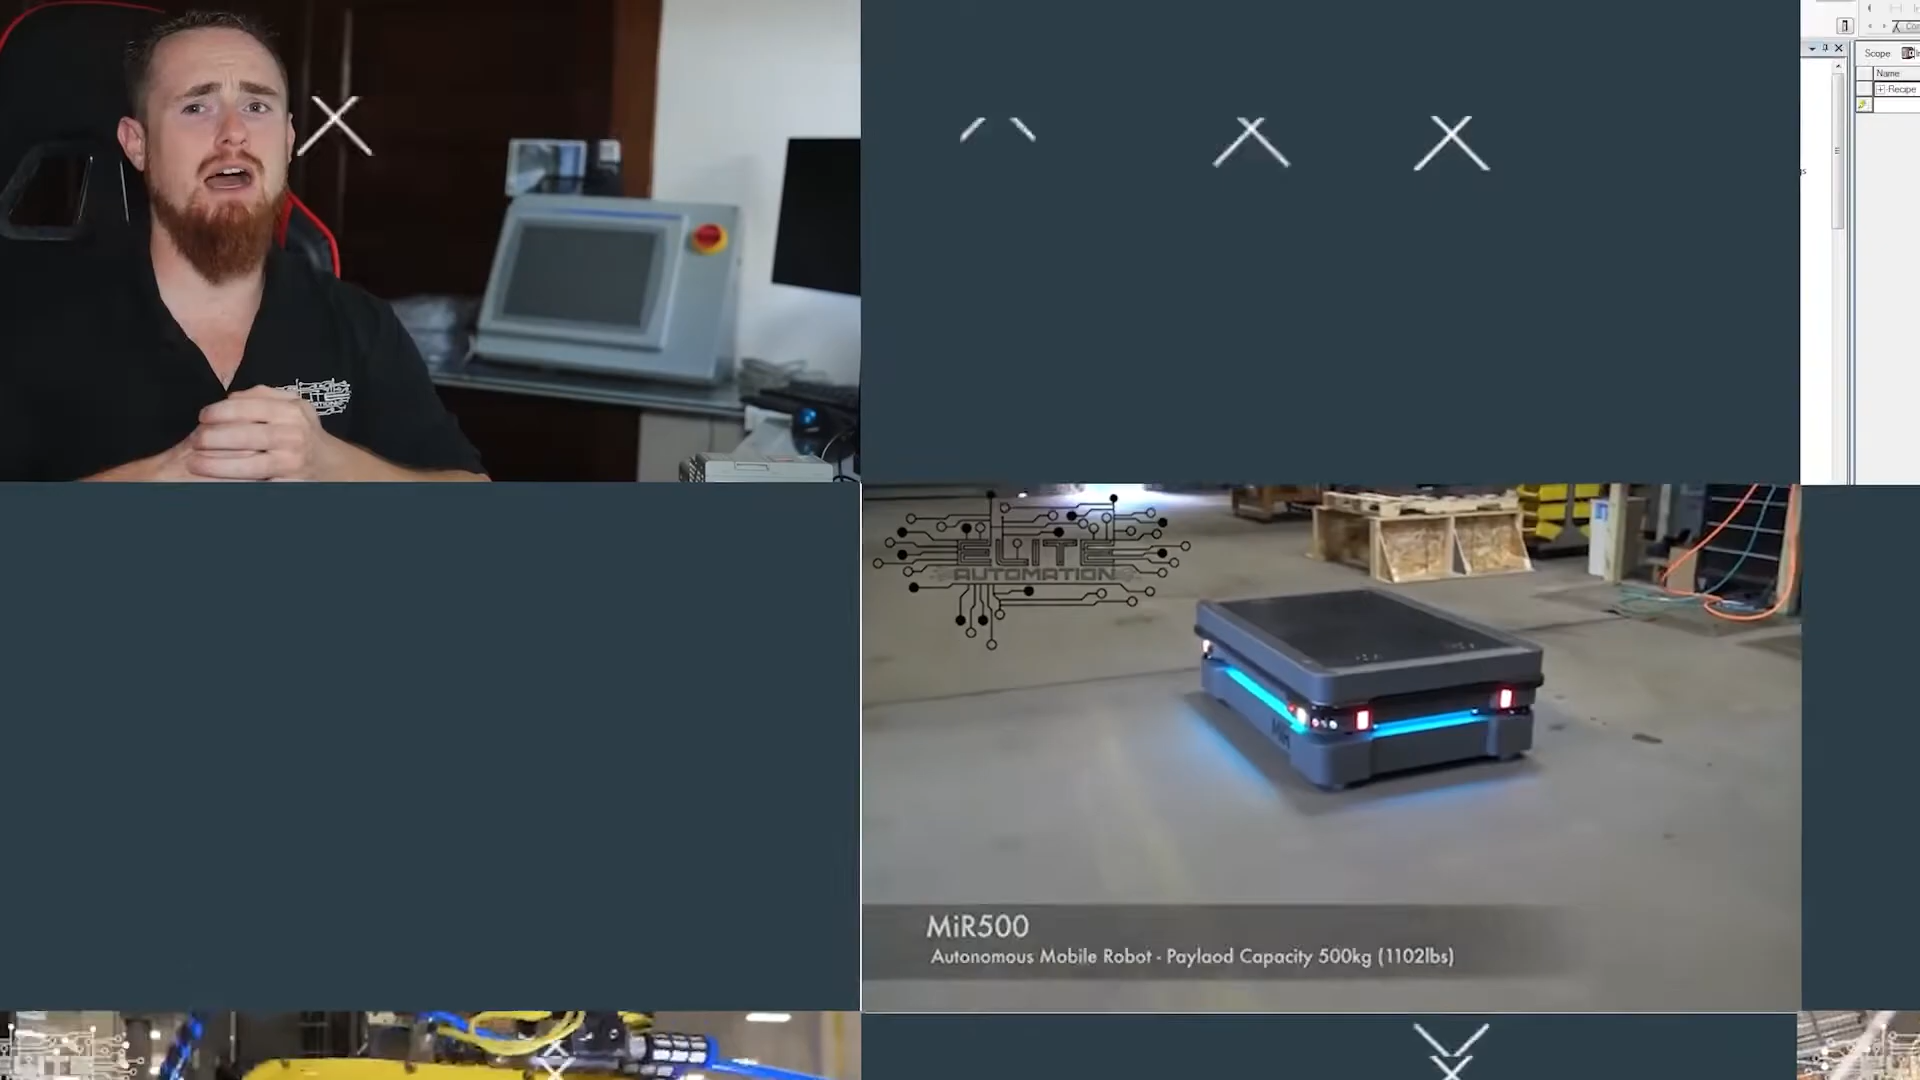 Scope
Name
Recipe
ELITE
AUTOMATION
MiR500
Autonomous Mobile Robot - Paylaod Capacity 500kg (1102lbs)